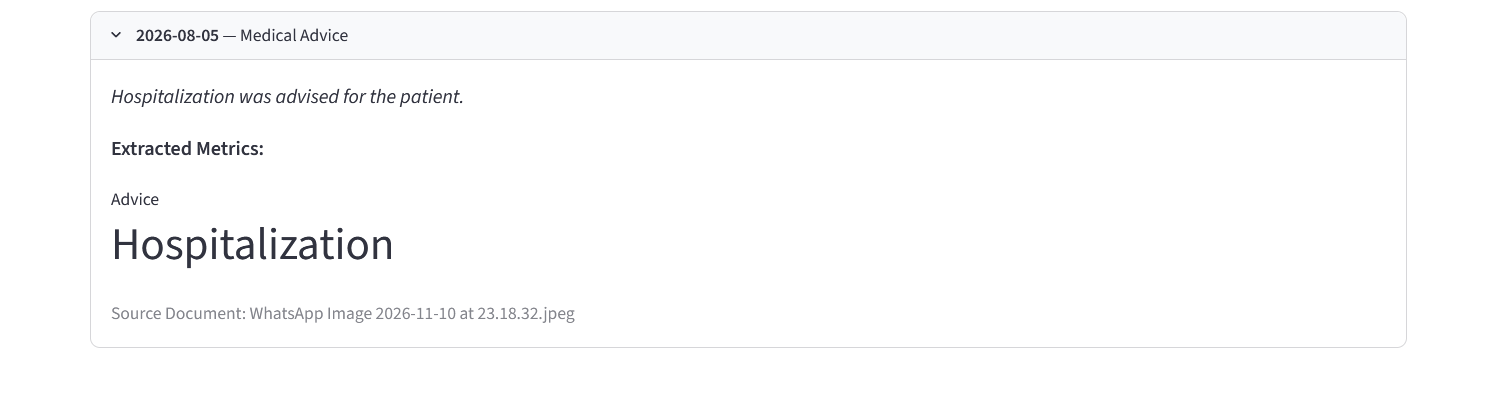 2026-08-05 — Medical Advice
Hospitalization was advised for the patient.
Extracted Metrics:
Advice
Hospitalization
Source Document: WhatsApp Image 2026-11-10 at 23.18.32.jpeg